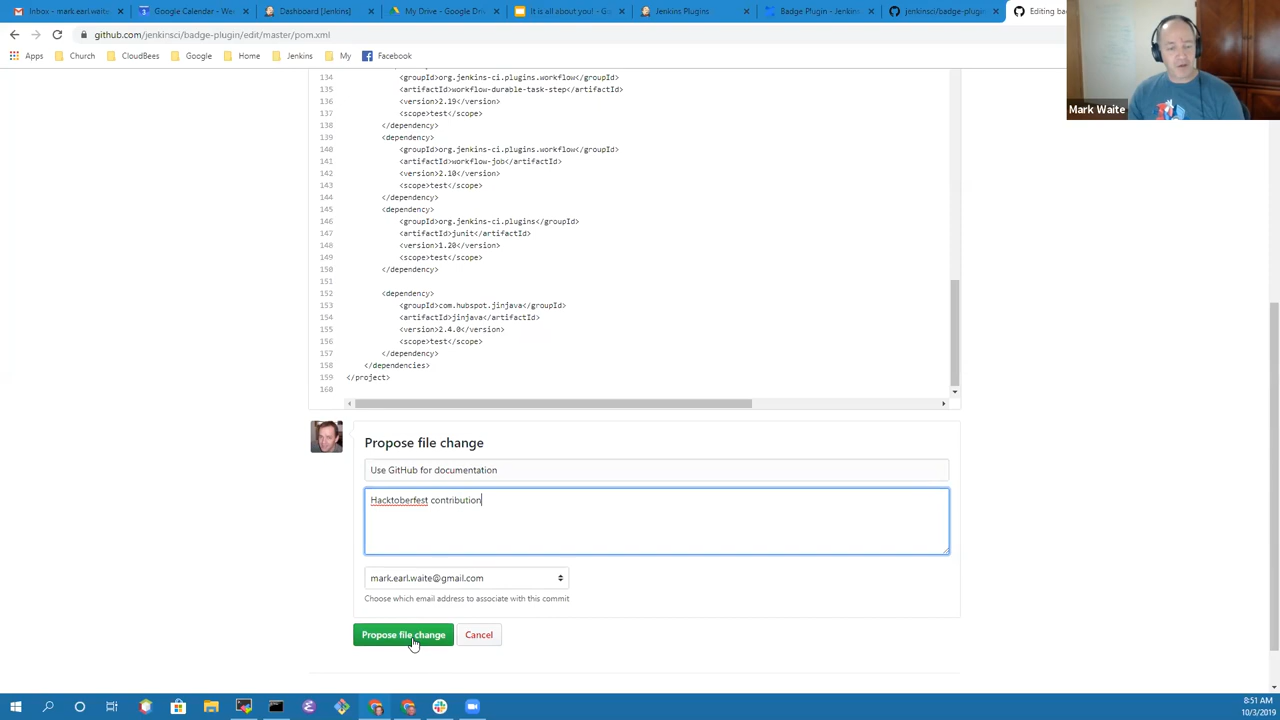 Inbox - mark.earl.waite
Google Calendar - We
Dashboard [Jenkins]
My Drive - Google Dri
It is all about you! - Go
Jenkins Plugins
Badge Plugin - Jenkins
jenkinsci/badge-plugin
Editing ba
github.com/jenkinsci/badge-plugin/edit/master/pom.xml
Apps
Church
CloudBees
Google
Home
Jenkins
My
Facebook
Mark Waite
134 <groupId>org.jenkins-ci.plugins.workflow</groupId>
135 <artifactId>workflow-durable-task-step</artifactId>
136 <version>2.19</version>
137 <scope>test</scope>
138 </dependency>
139 <dependency>
140 <groupId>org.jenkins-ci.plugins.workflow</groupId>
141 <artifactId>workflow-job</artifactId>
142 <version>2.10</version>
143 <scope>test</scope>
144 </dependency>
145 <dependency>
146 <groupId>org.jenkins-ci.plugins</groupId>
147 <artifactId>junit</artifactId>
148 <version>1.20</version>
149 <scope>test</scope>
150 </dependency>
151
152 <dependency>
153 <groupId>com.hubspot.jinjava</groupId>
154 <artifactId>jinjava</artifactId>
155 <version>2.4.0</version>
156 <scope>test</scope>
157 </dependency>
158 </dependencies>
159 </project>
160
Propose file change
Use GitHub for documentation
Hacktoberfest contribution
mark.earl.waite@gmail.com
Choose which email address to associate with this commit
Propose file change
Cancel
8:51 AM
10/3/2019